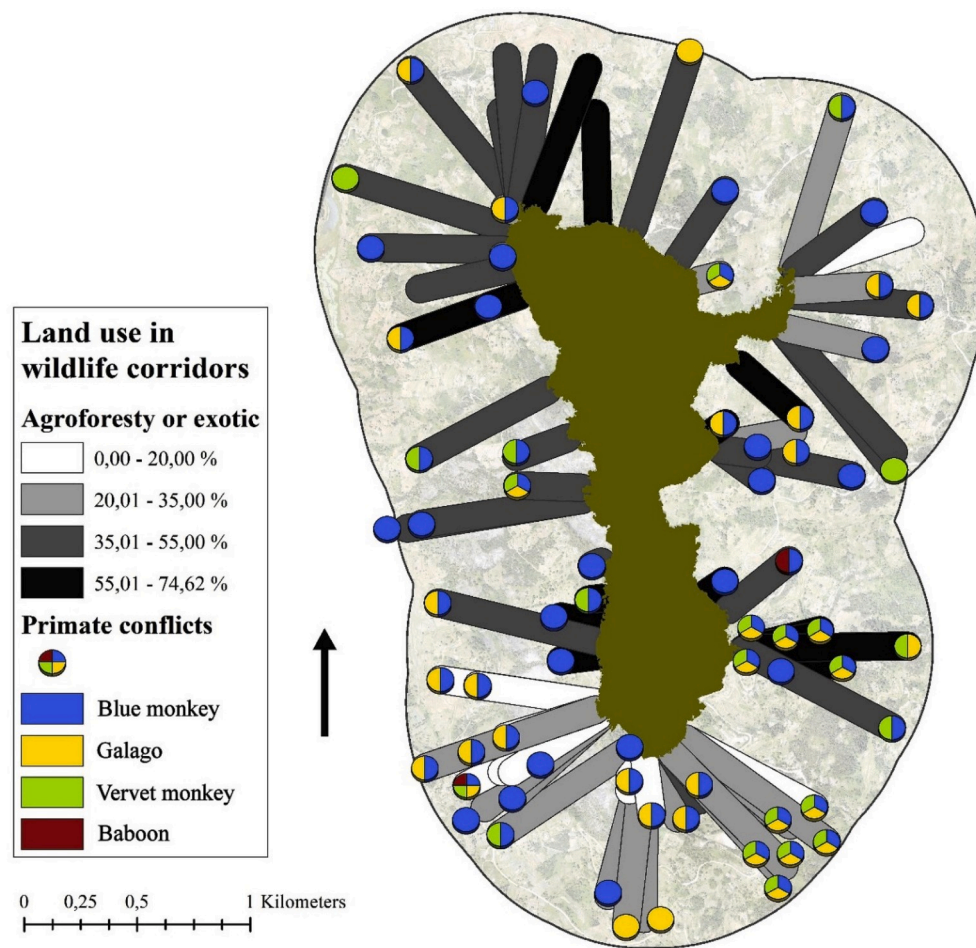 Land use in
wildlife corridors
Agroforesty or exotic
0,00 - 20,00 %
20,01 - 35,00 %
35,01 - 55,00 %
55,01 - 74,62 %
Primate conflicts
Blue monkey
Galago
Vervet monkey
Baboon
0 0,25 0,5 1 Kilometers